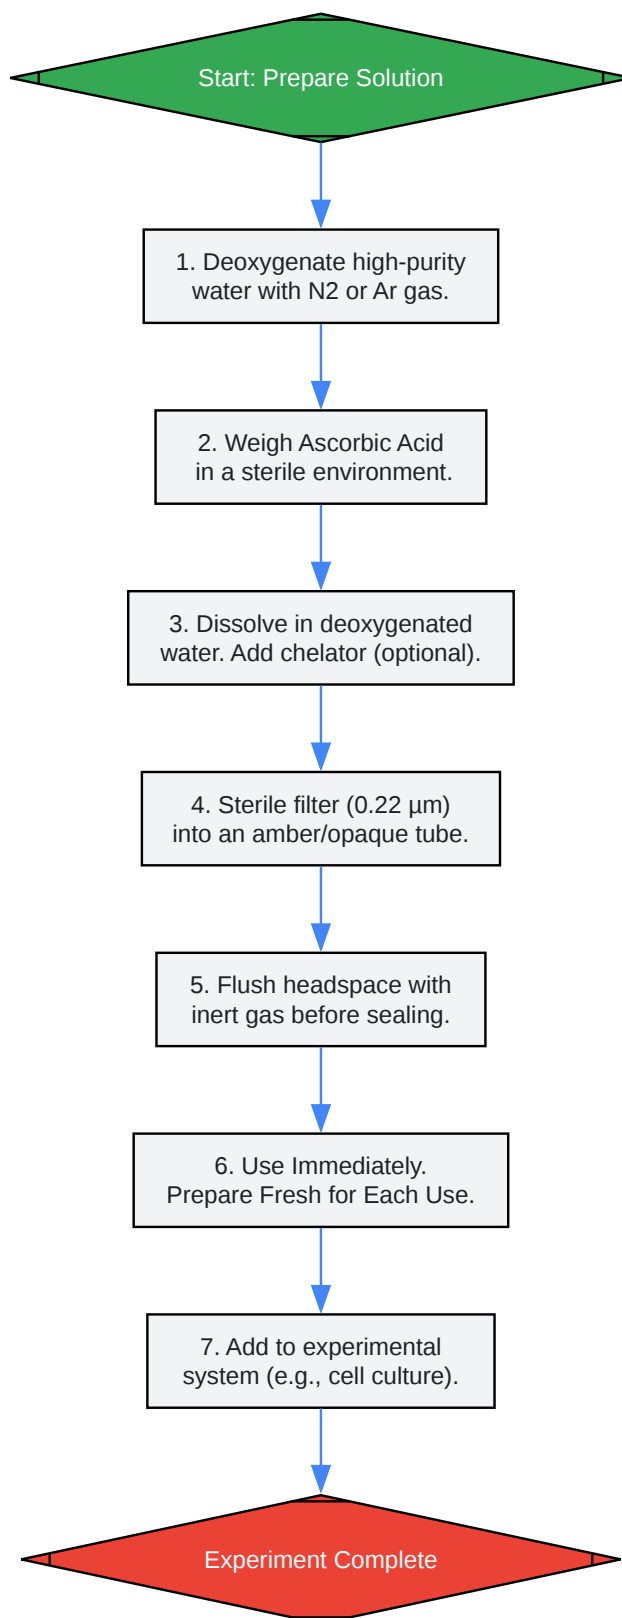 Start: Prepare Solution
1. Deoxygenate high-purity
water with N2 or Ar gas.
2. Weigh Ascorbic Acid
in a sterile environment.
3. Dissolve in deoxygenated
water. Add chelator (optional).
4. Sterile filter (0.22 µm)
into an amber/opaque tube.
5. Flush headspace with
inert gas before sealing.
6. Use Immediately.
Prepare Fresh for Each Use.
7. Add to experimental
system (e.g., cell culture).
Experiment Complete